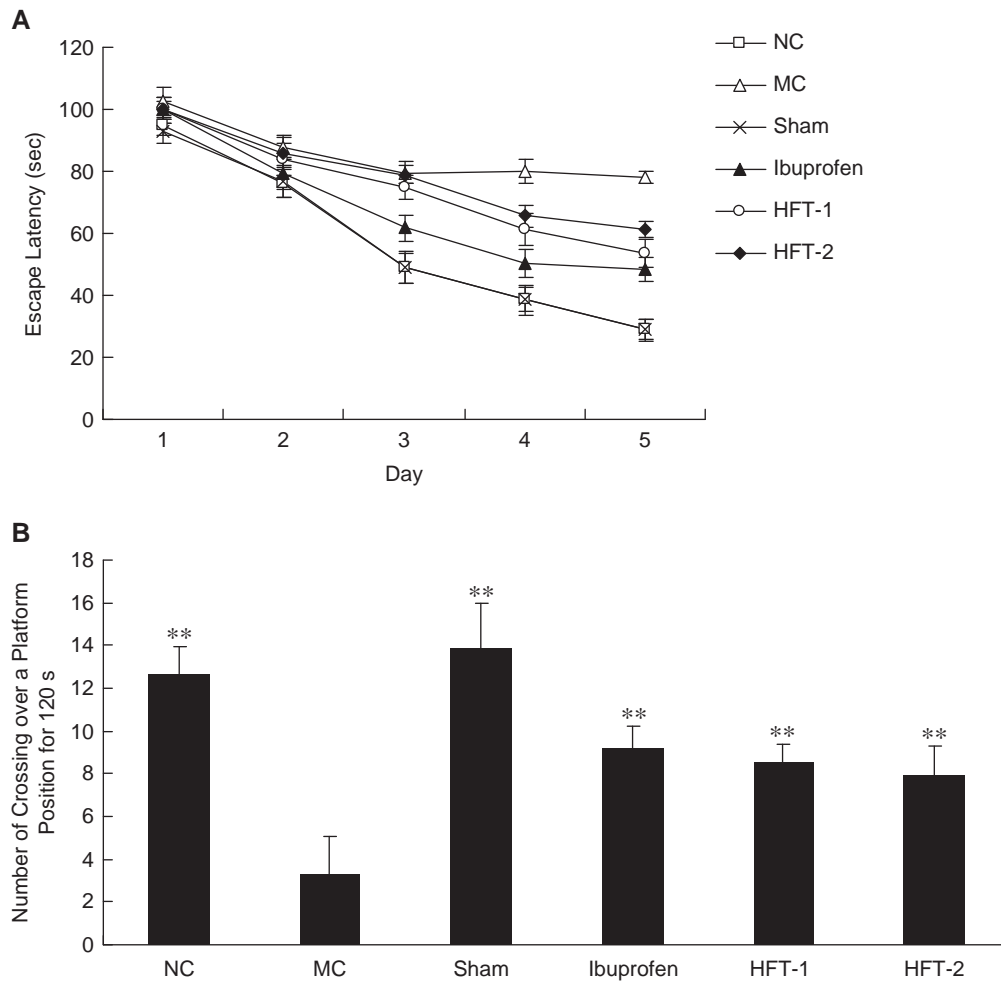 A
120
100
80
60
40
20
0
Escape Latency (sec)
1 2 3 4 5
Day
NC
MC
Sham
Ibuprofen
HFT-1
HFT-2
B
18
16
14
12
10
8
6
4
2
0
Number of Crossing over a Platform
Position for 120 s
**
**
**
**
**
NC MC Sham Ibuprofen HFT-1 HFT-2